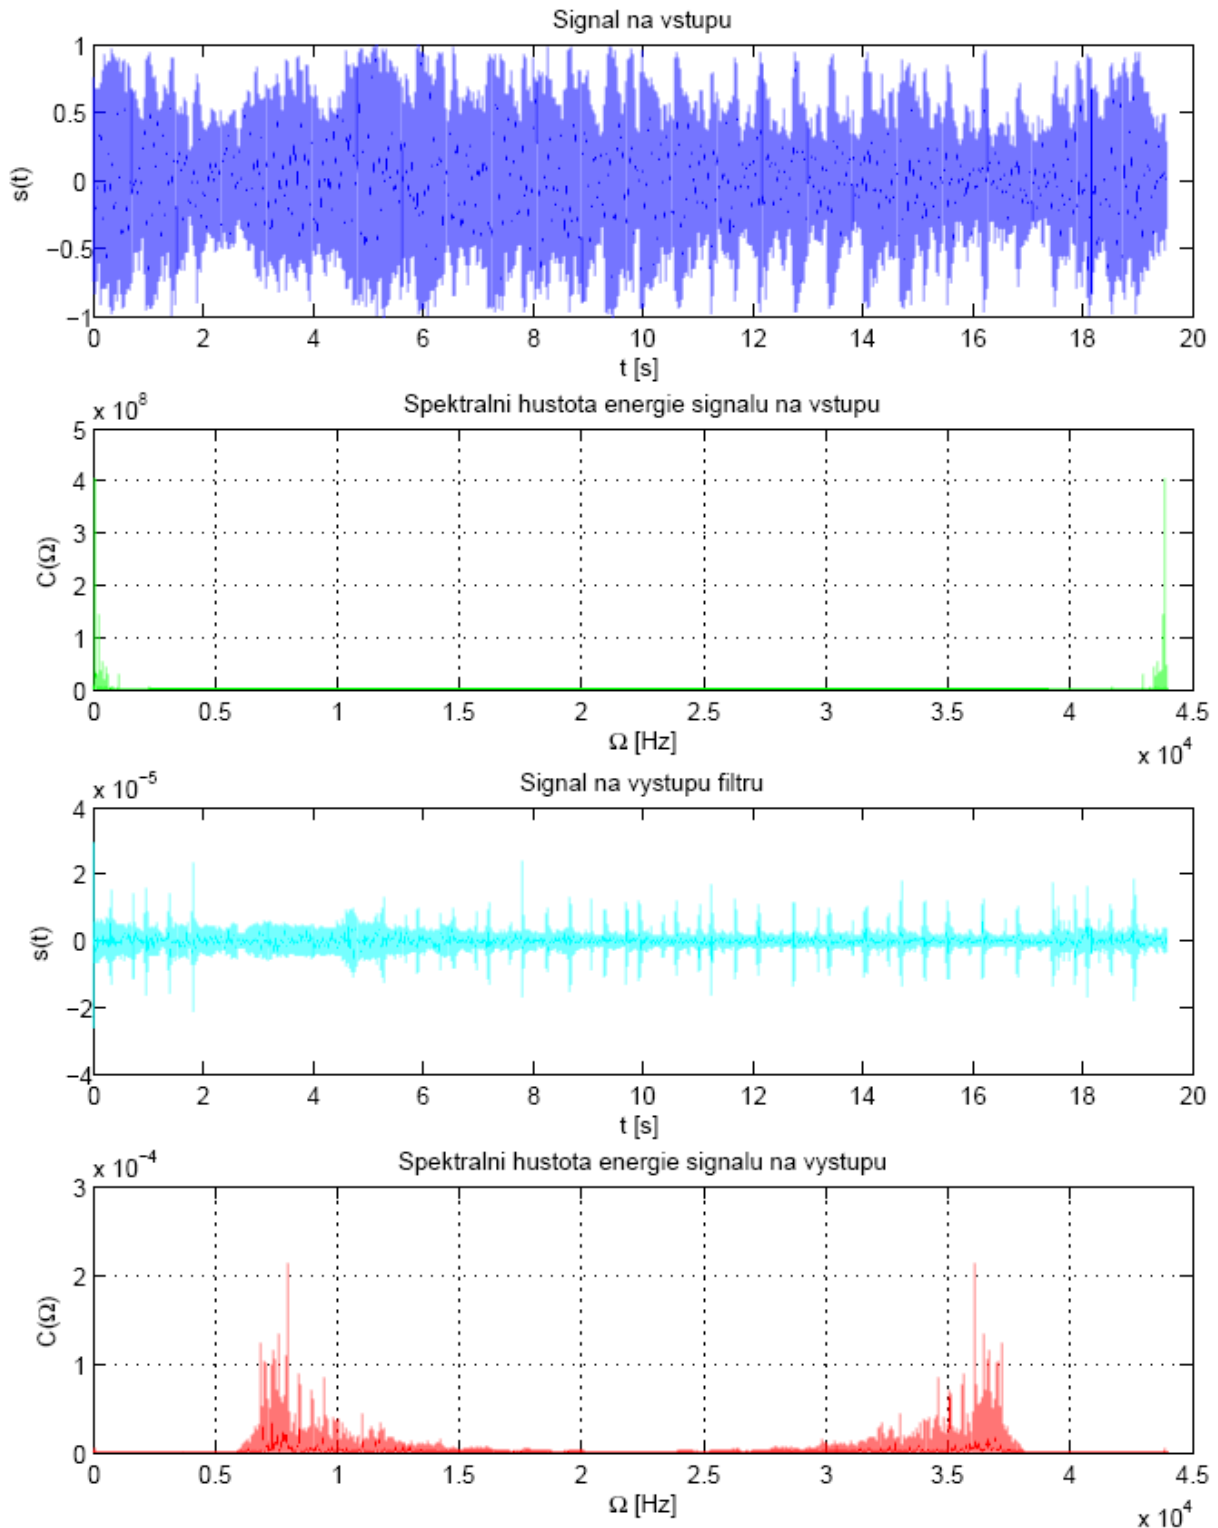 Signal na vstupu
1
0.5
0
−0.5
−1
s(t)
0 2 4 6 8 10 12 14 16 18 20
t [s]
x 10^8
Spektralni hustota energie signalu na vstupu
5
4
3
2
1
0
C(Ω)
0 0.5 1 1.5 2 2.5 3 3.5 4 4.5
Ω [Hz]
x 10^4
x 10^−5
Signal na vystupu filtru
4
2
0
−2
−4
s(t)
0 2 4 6 8 10 12 14 16 18 20
t [s]
x 10^−4
Spektralni hustota energie signalu na vystupu
3
2
1
0
C(Ω)
0 0.5 1 1.5 2 2.5 3 3.5 4 4.5
Ω [Hz]
x 10^4